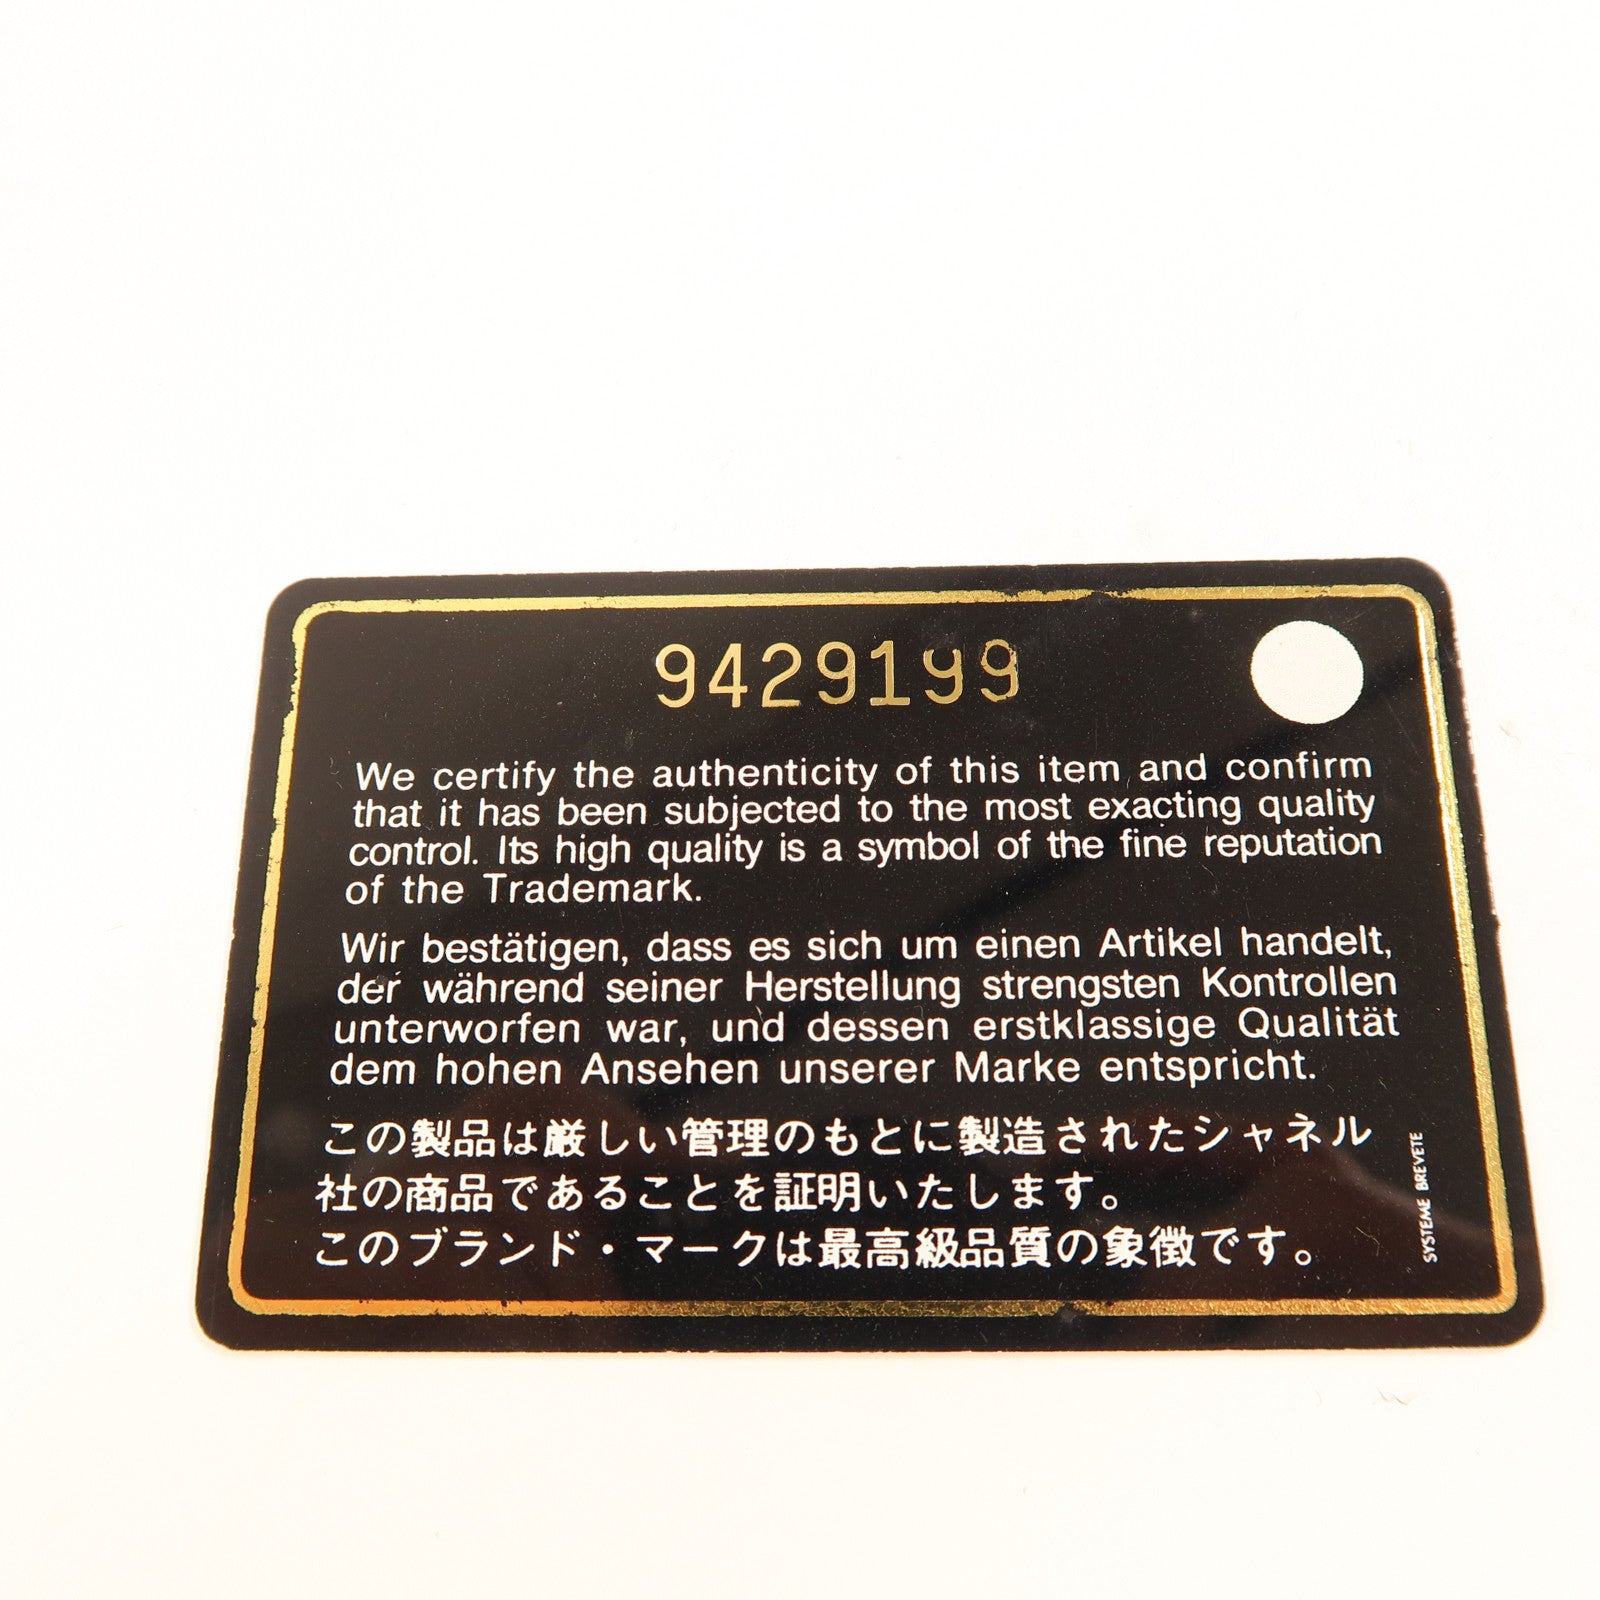 9429199
We certify the authenticity of this item and confirm
that it has been subjected to the most exacting quality
control. Its high quality is a symbol of the fine reputation
of the Trademark.
Wir bestätigen, dass es sich um einen Artikel handelt,
der während seiner Herstellung strengsten Kontrollen
unterworfen war, und dessen erstklassige Qualität
dem hohen Ansehen unserer Marke entspricht.
この製品は厳しい管理のもとに製造されたシャネル
社の商品であることを証明いたします。
このブランド・マークは最高級品質の象徴です。
SYSTEME BREVETE